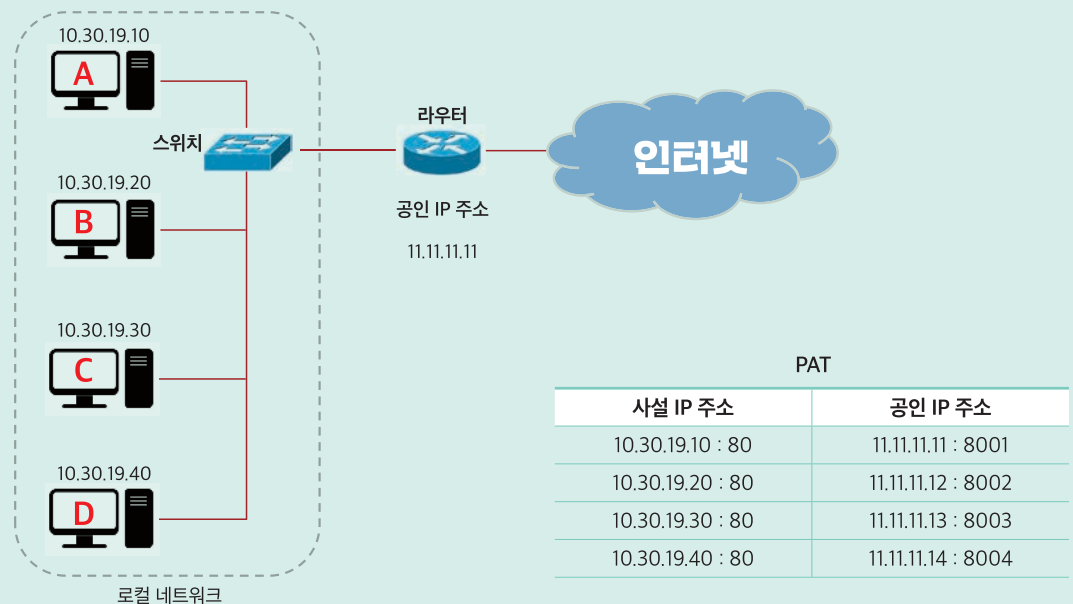 10.30.19.10
A
스위치
라우터
인터넷
10.30.19.20
B
공인 IP 주소
11.11.11.11
10.30.19.30
C
10.30.19.40
D
로컬 네트워크
PAT
사설 IP 주소 공인 IP 주소
10.30.19.10 : 80 11.11.11.11 : 8001
10.30.19.20 : 80 11.11.11.12 : 8002
10.30.19.30 : 80 11.11.11.13 : 8003
10.30.19.40 : 80 11.11.11.14 : 8004